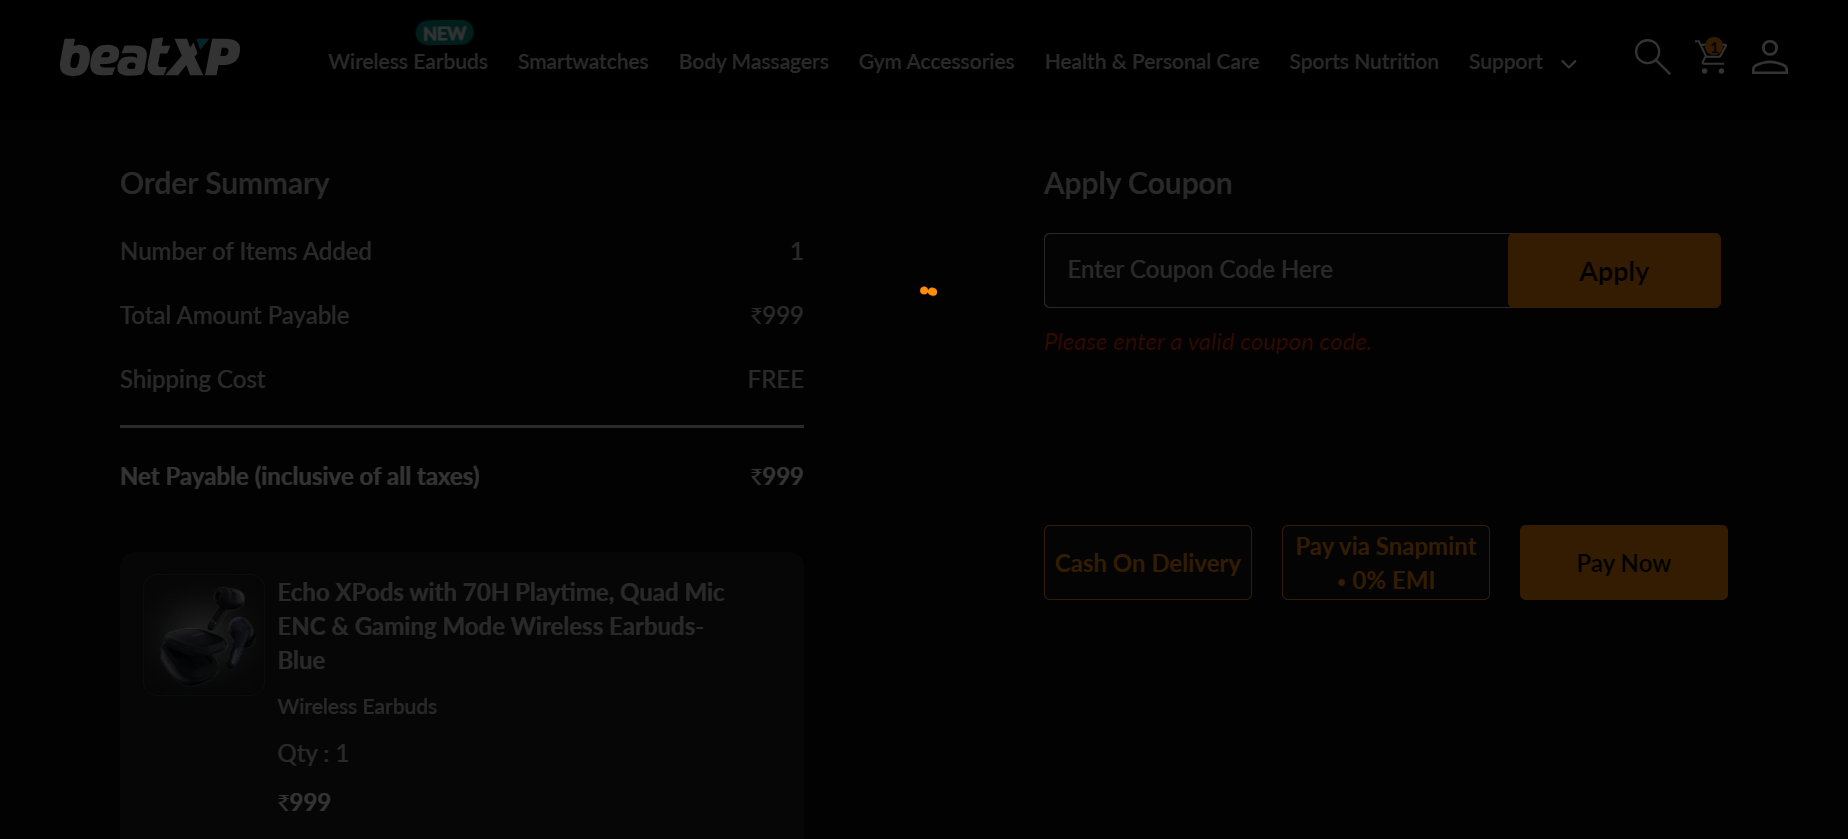 beatXP
NEW
Wireless Earbuds
Smartwatches
Body Massagers
Gym Accessories
Health & Personal Care
Sports Nutrition
Support
1
Order Summary
Number of Items Added 1
Total Amount Payable ₹999
Shipping Cost FREE
Net Payable (inclusive of all taxes) ₹999
Echo XPods with 70H Playtime, Quad Mic
ENC & Gaming Mode Wireless Earbuds-
Blue
Wireless Earbuds
Qty : 1
₹999
Apply Coupon
Enter Coupon Code Here
Apply
Please enter a valid coupon code.
Cash On Delivery
Pay via Snapmint
• 0% EMI
Pay Now